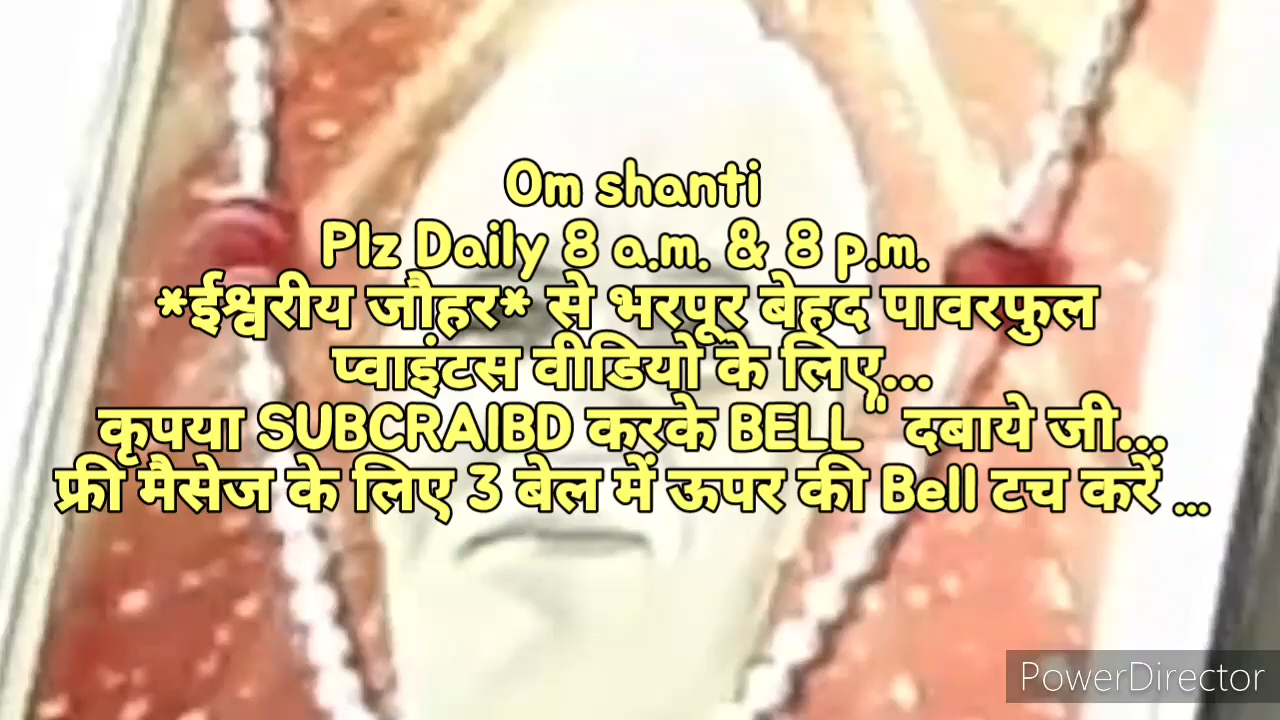 Om shanti
Plz Daily 8 a.m. & 8 p.m.
*ईश्वरीय जौहर* से भरपूर बेहद पावरफुल
प्वाइंटस वीडियो के लिए...
कृपया SUBCRAIBD करके BELL " दबाये जी...
फ्री मैसेज के लिए 3 बेल में ऊपर की Bell टच करें ...
PowerDirector